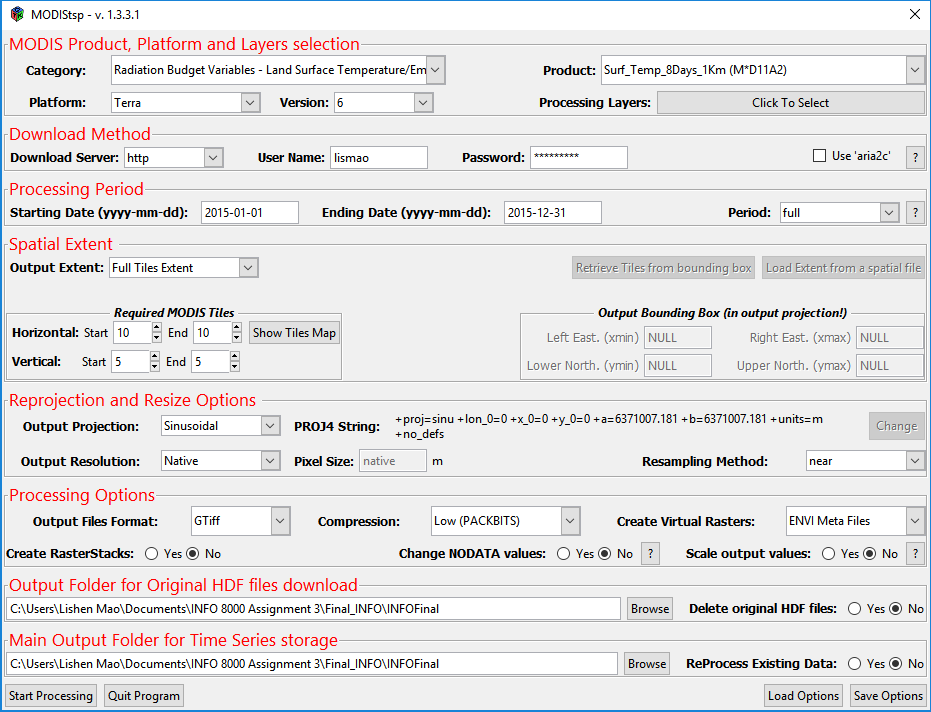 MODIStsp - v. 1.3.3.1
MODIS Product, Platform and Layers selection
Category: Radiation Budget Variables - Land Surface Temperature/Em Product: Surf_Temp_8Days_1Km (M*D11A2)
Platform: Terra Version: 6 Processing Layers: Click To Select
Download Method
Download Server: http User Name: lismao Password: ********* Use 'aria2c' ?
Processing Period
Starting Date (yyyy-mm-dd): 2015-01-01 Ending Date (yyyy-mm-dd): 2015-12-31 Period: full ?
Spatial Extent
Output Extent: Full Tiles Extent Retrieve Tiles from bounding box Load Extent from a spatial file
Required MODIS Tiles Output Bounding Box (in output projection!)
Horizontal: Start 10 End 10 Show Tiles Map Left East. (xmin) NULL Right East. (xmax) NULL
Vertical: Start 5 End 5 Lower North. (ymin) NULL Upper North. (ymax) NULL
Reprojection and Resize Options
Output Projection: Sinusoidal PROJ4 String: +proj=sinu +lon_0=0 +x_0=0 +y_0=0 +a=6371007.181 +b=6371007.181 +units=m
+no_defs Change
Output Resolution: Native Pixel Size: native m Resampling Method: near
Processing Options
Output Files Format: GTiff Compression: Low (PACKBITS) Create Virtual Rasters: ENVI Meta Files
Create RasterStacks: Yes No Change NODATA values: Yes No ? Scale output values: Yes No ?
Output Folder for Original HDF files download
C:\Users\Lishen Mao\Documents\INFO 8000 Assignment 3\Final_INFO\INFOFinal Browse Delete original HDF files: Yes No
Main Output Folder for Time Series storage
C:\Users\Lishen Mao\Documents\INFO 8000 Assignment 3\Final_INFO\INFOFinal Browse ReProcess Existing Data: Yes No
Start Processing Quit Program Load Options Save Options